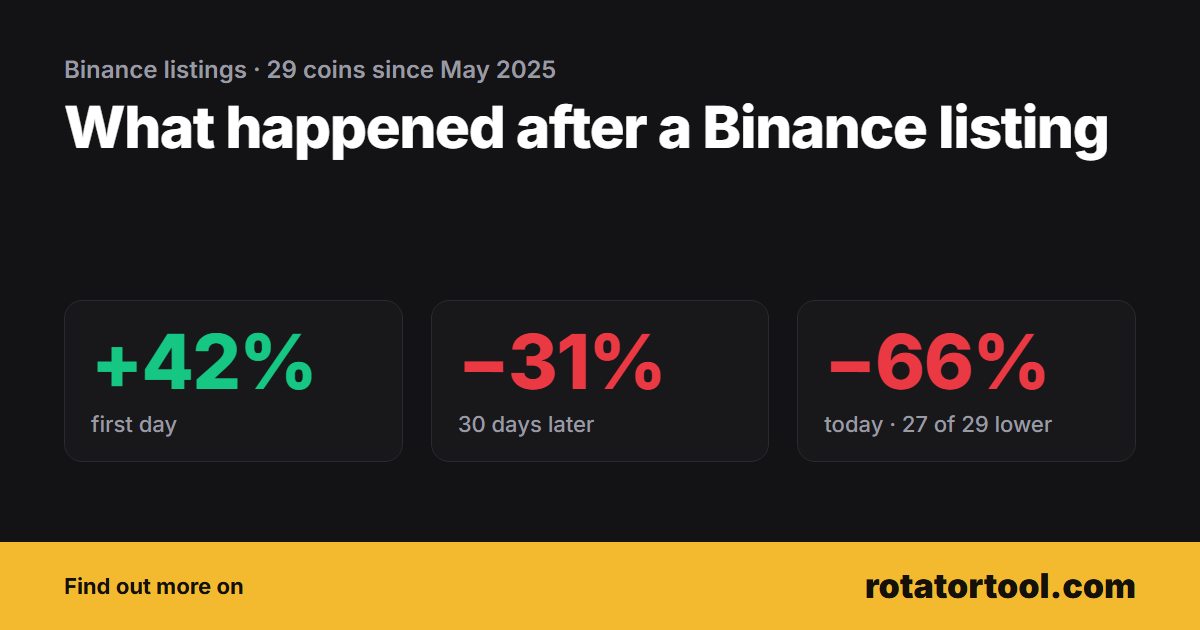 Binance listings · 29 coins since May 2025
What happened after a Binance listing
+42%
first day
−31%
30 days later
−66%
today · 27 of 29 lower
Find out more on
rotatortool.com